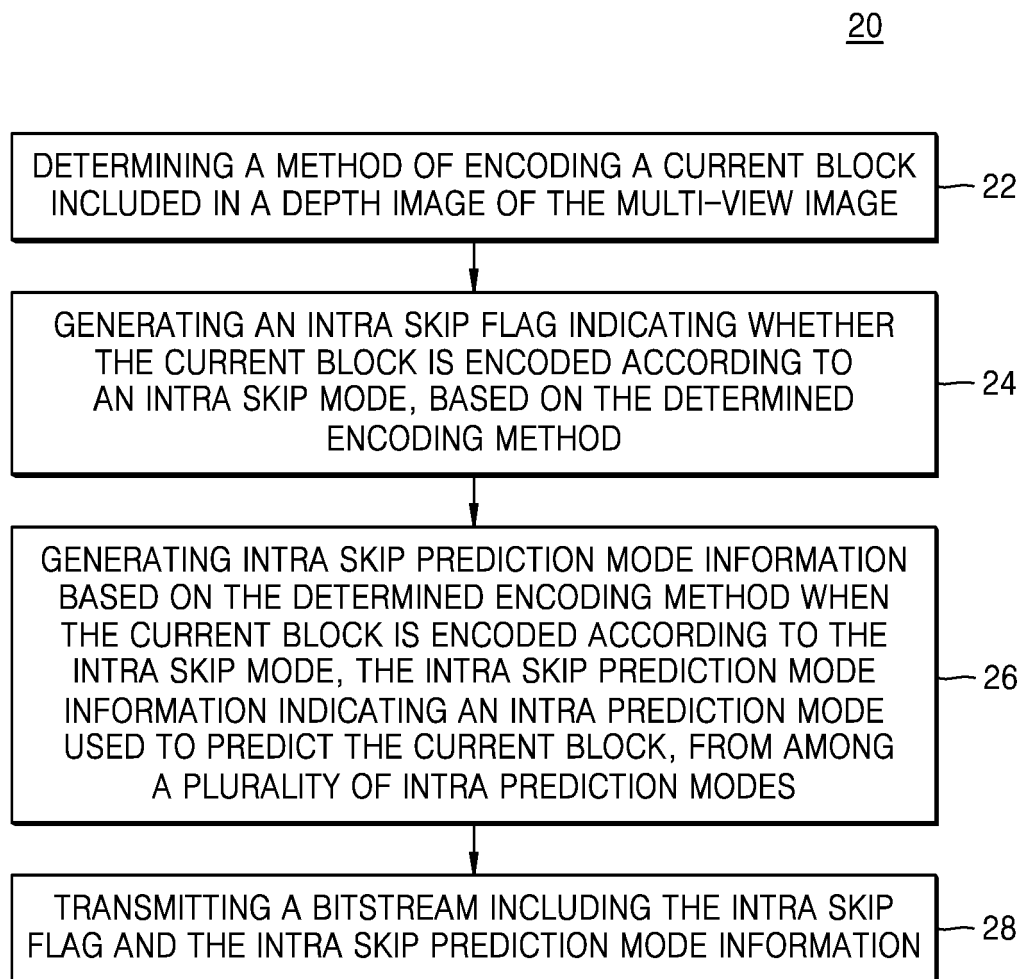 20
DETERMINING A METHOD OF ENCODING A CURRENT BLOCK
INCLUDED IN A DEPTH IMAGE OF THE MULTI-VIEW IMAGE
22
GENERATING AN INTRA SKIP FLAG INDICATING WHETHER
THE CURRENT BLOCK IS ENCODED ACCORDING TO
AN INTRA SKIP MODE, BASED ON THE DETERMINED
ENCODING METHOD
24
GENERATING INTRA SKIP PREDICTION MODE INFORMATION
BASED ON THE DETERMINED ENCODING METHOD WHEN
THE CURRENT BLOCK IS ENCODED ACCORDING TO THE
INTRA SKIP MODE, THE INTRA SKIP PREDICTION MODE
INFORMATION INDICATING AN INTRA PREDICTION MODE
USED TO PREDICT THE CURRENT BLOCK, FROM AMONG
A PLURALITY OF INTRA PREDICTION MODES
26
TRANSMITTING A BITSTREAM INCLUDING THE INTRA SKIP
FLAG AND THE INTRA SKIP PREDICTION MODE INFORMATION
28